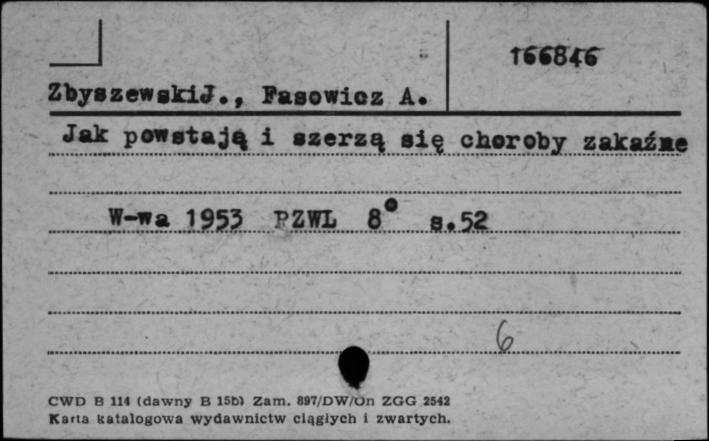 166846
ZbyszewskiJ., Fasowicz A.
Jak powstają i szerzą się choroby zakaźne
W-wa 1953 PZWL 8° s.52
6
CWD B 114 (dawny B 15b) Zam. 897/DW/Un ZGG 2542
Karta katalogowa wydawnictw ciągłych i zwartych.